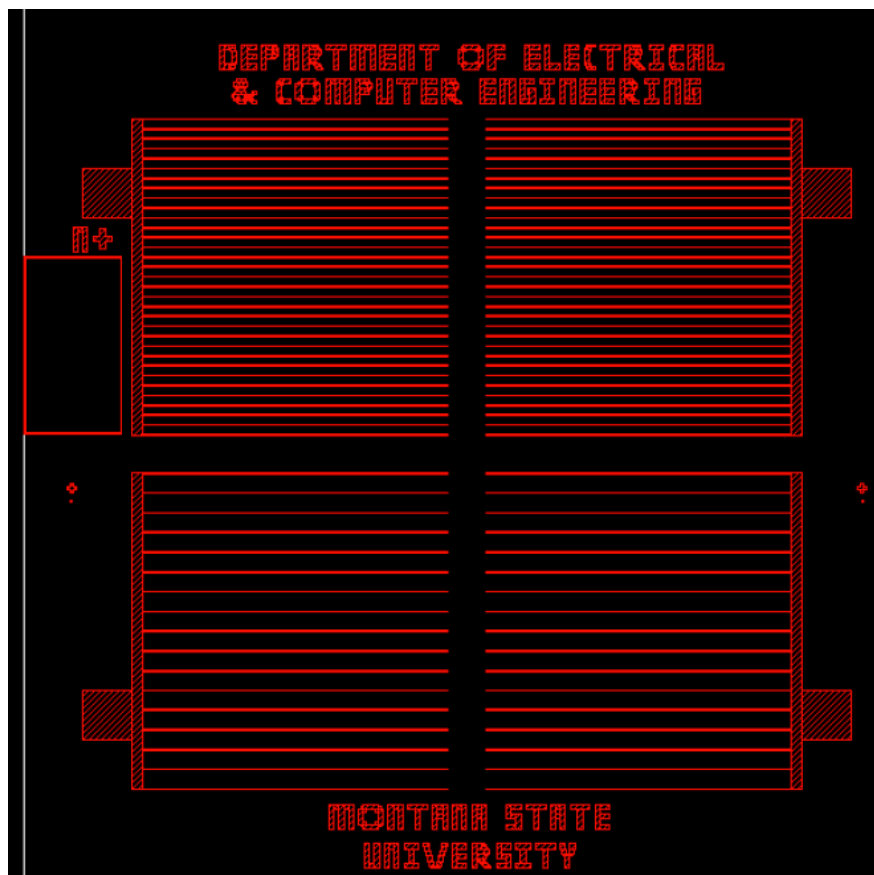 DEPARTMENT OF ELECTRICAL
& COMPUTER ENGINEERING
N+
MONTANA STATE
UNIVERSITY